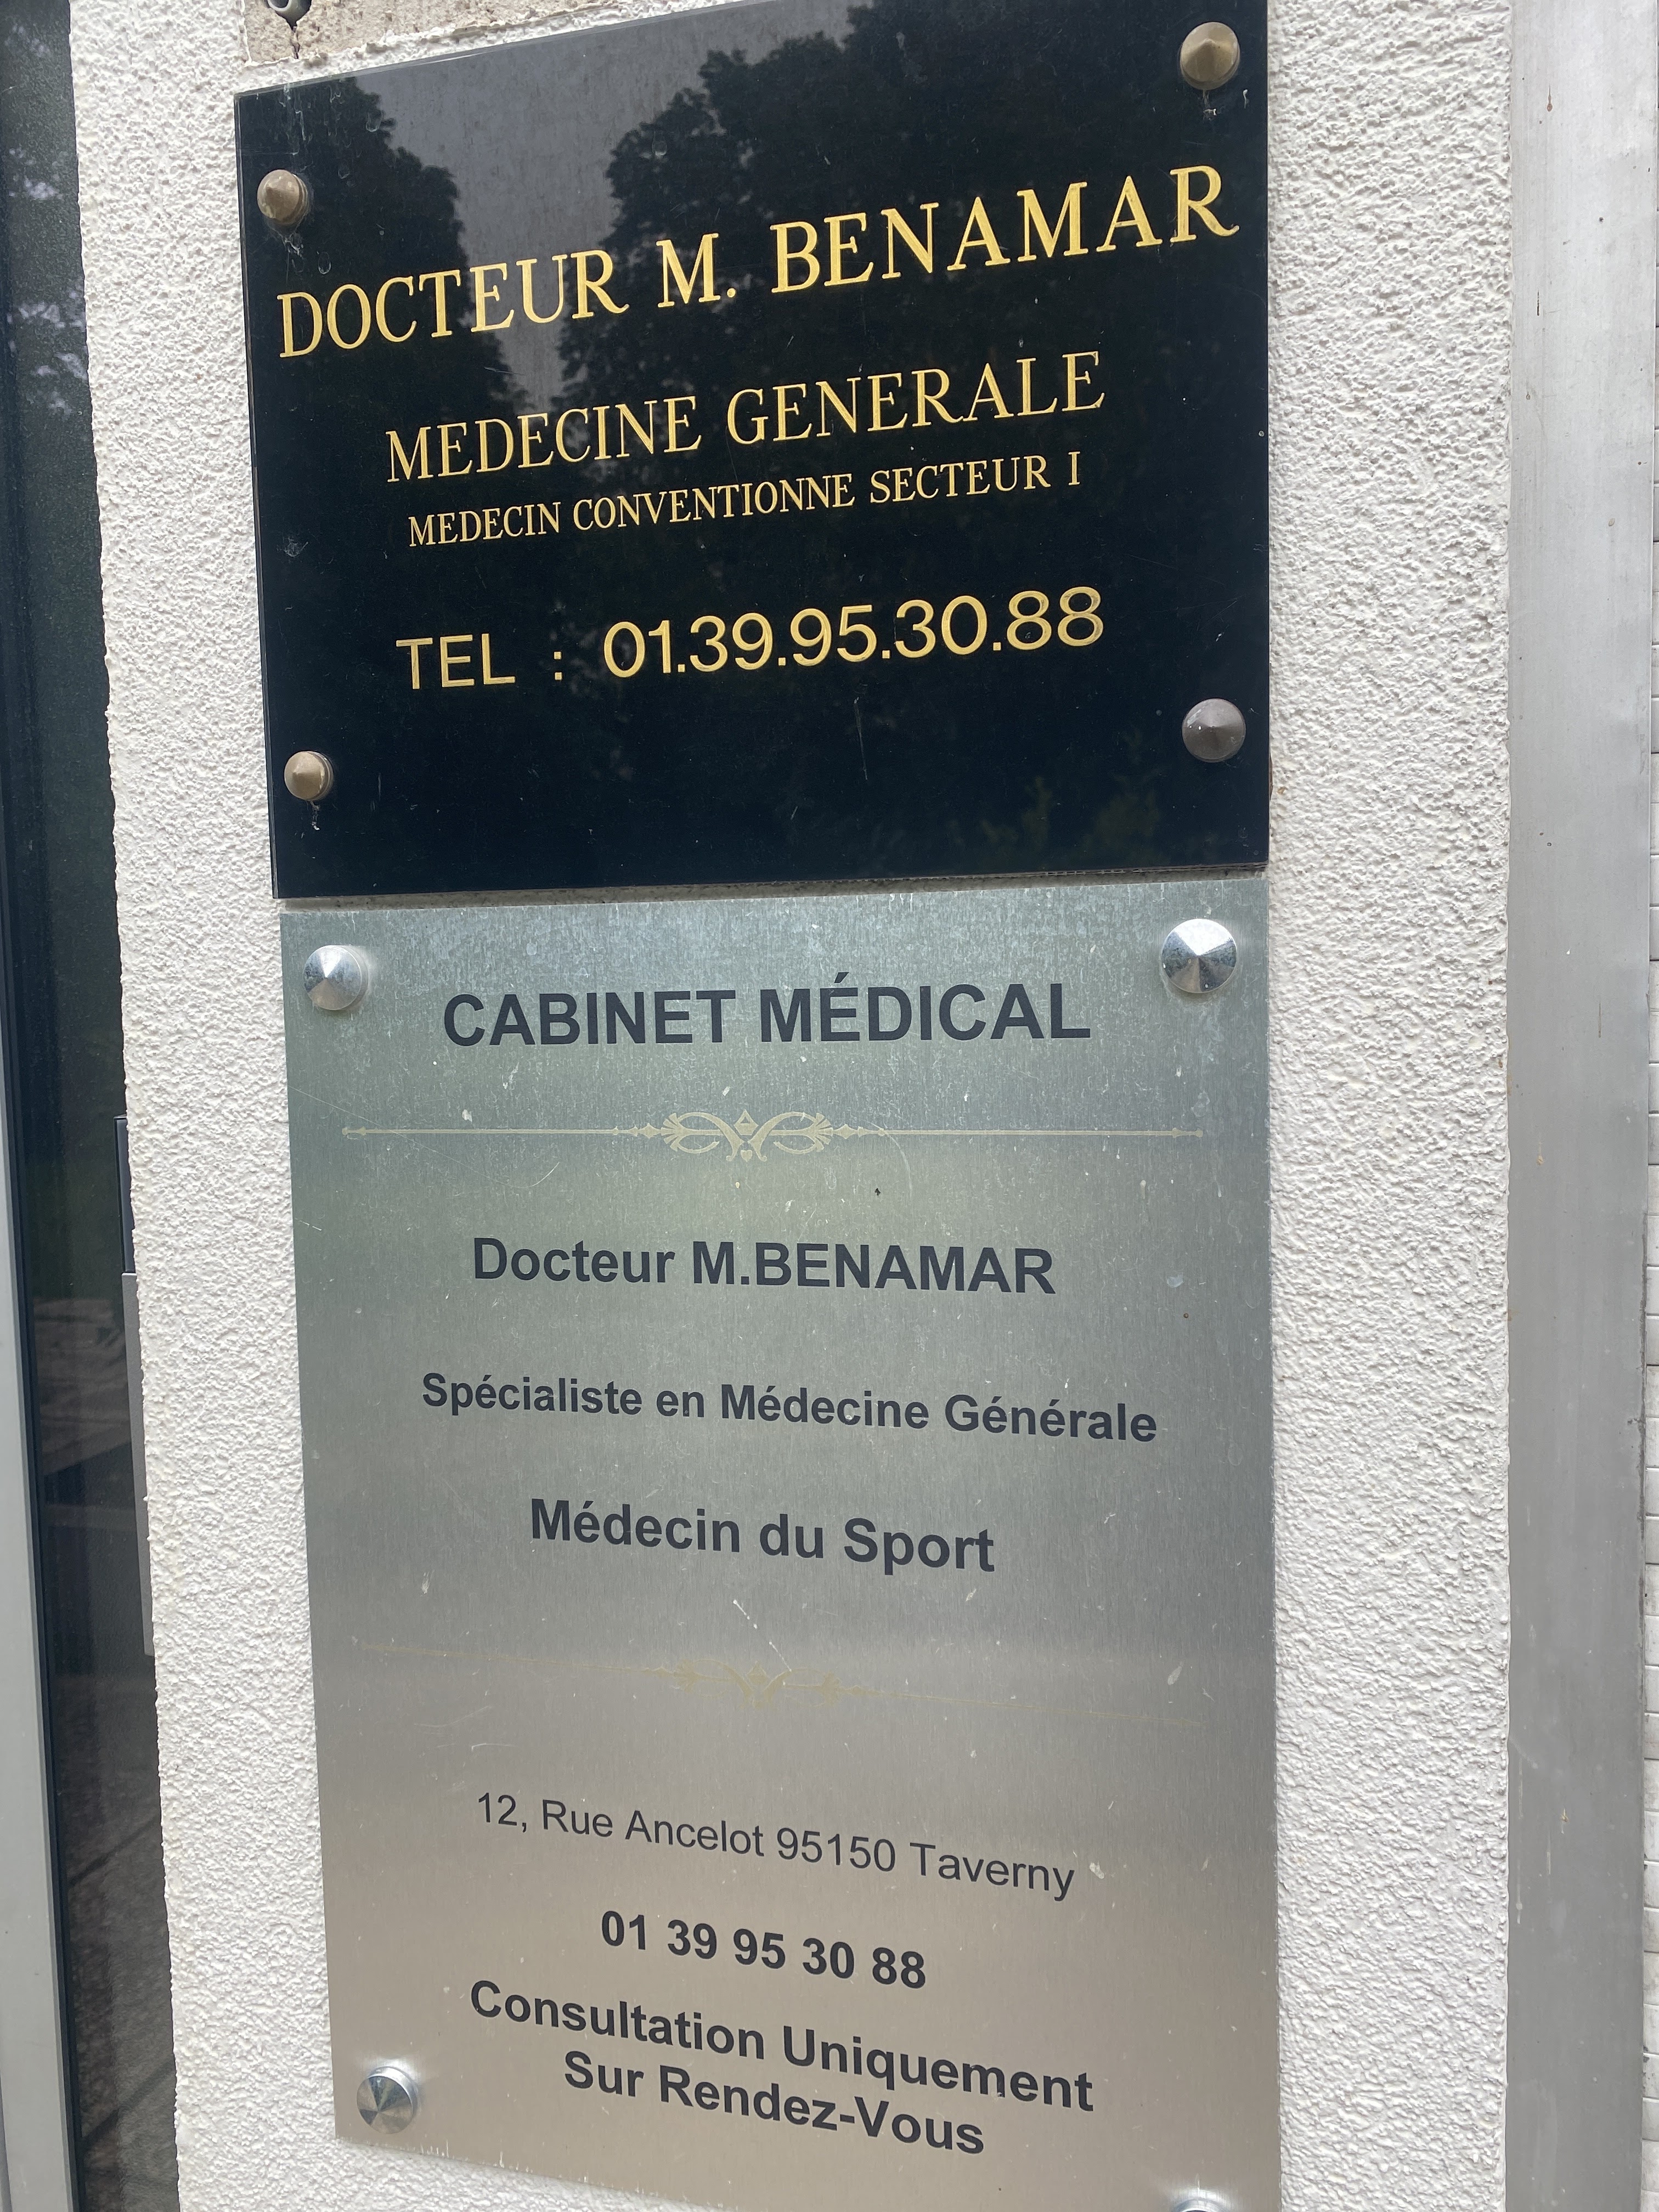 DOCTEUR M. BENAMAR
MEDECINE GENERALE
MEDECIN CONVENTIONNE SECTEUR I
TEL : 01.39.95.30.88
CABINET MÉDICAL
Docteur M.BENAMAR
Spécialiste en Médecine Générale
Médecin du Sport
12, Rue Ancelot 95150 Taverny
01 39 95 30 88
Consultation Uniquement
Sur Rendez-Vous